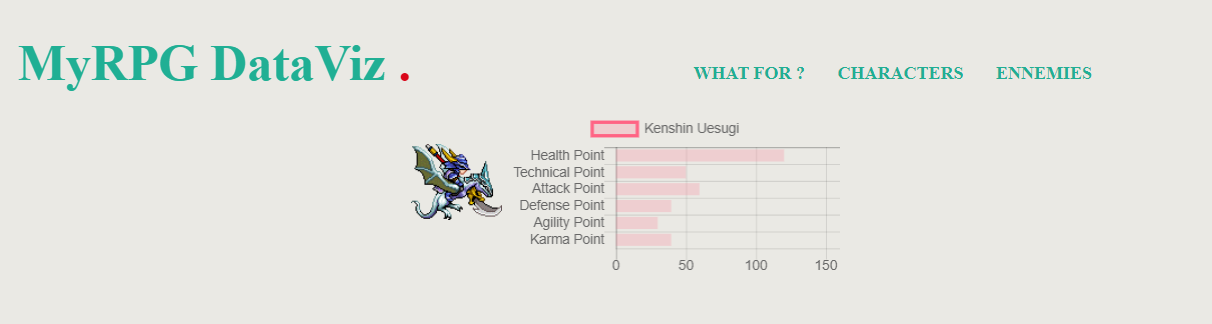 MyRPG DataViz .
WHAT FOR ? CHARACTERS ENNEMIES
Kenshin Uesugi
Health Point
Technical Point
Attack Point
Defense Point
Agility Point
Karma Point
0 50 100 150